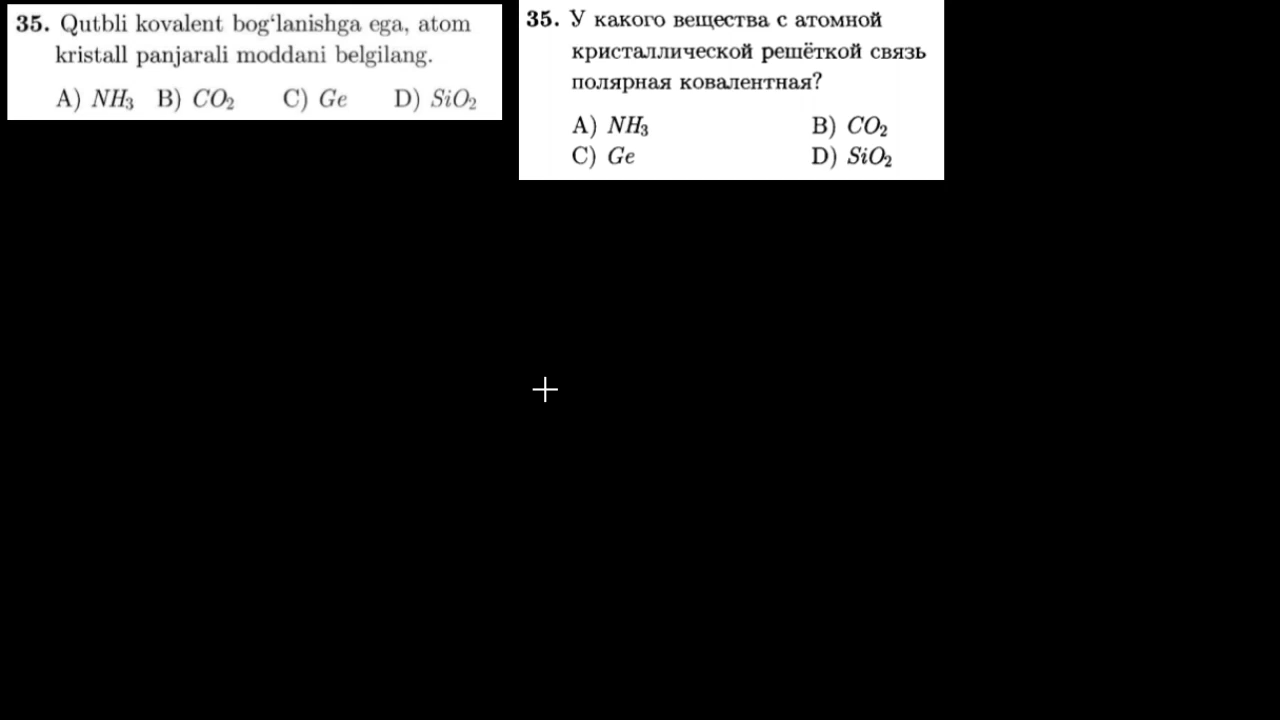 35. Qutbli kovalent bog‘lanishga ega, atom
kristall panjarali moddani belgilang.
A) NH₃ B) CO₂ C) Ge D) SiO₂
35. У какого вещества с атомной
кристаллической решёткой связь
полярная ковалентная?
A) NH₃ B) CO₂
C) Ge D) SiO₂